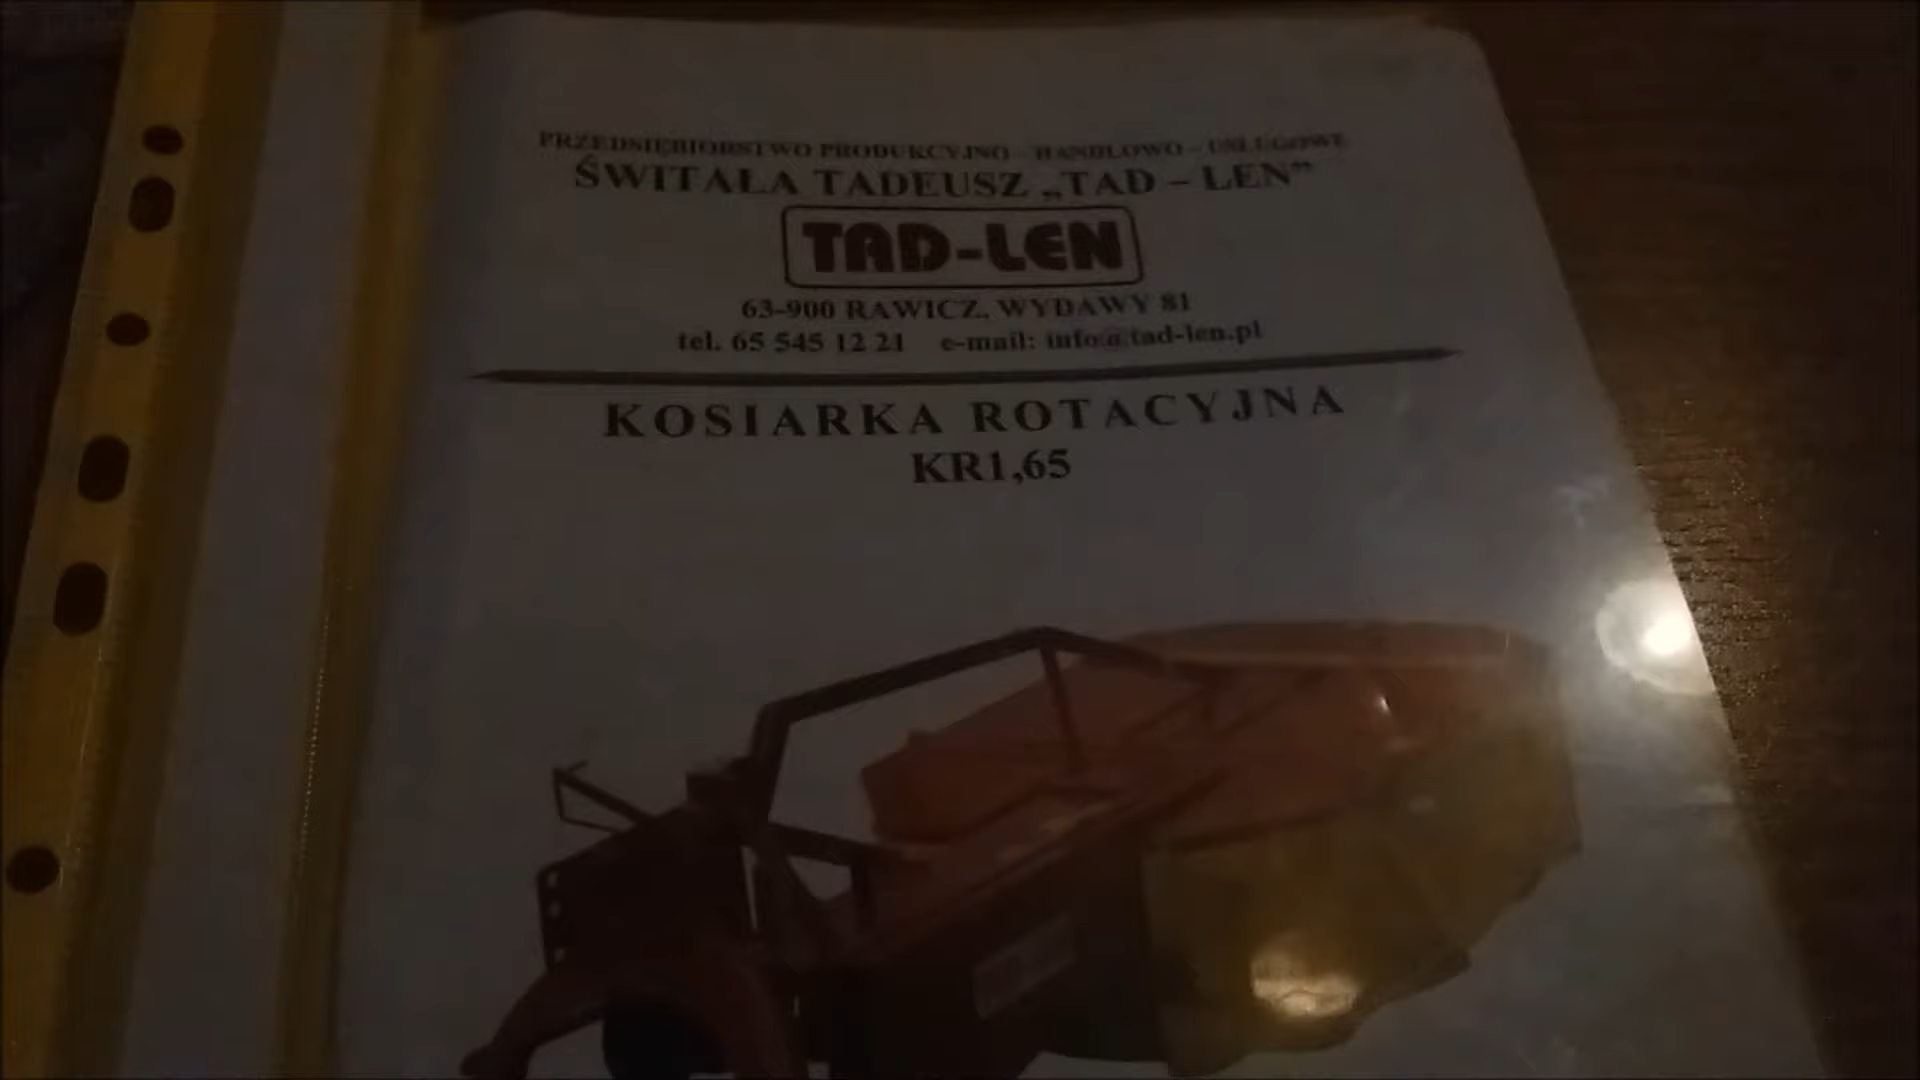 PRZEDSIĘBIORSTWO PRODUKCYJNO - HANDLOWO - USŁUGOWE
ŚWITAŁA TADEUSZ „TAD – LEN”
TAD-LEN
63-900 RAWICZ, WYDAWY 81
tel. 65 545 12 21 e-mail: info@tad-len.pl
KOSIARKA ROTACYJNA
KR1,65